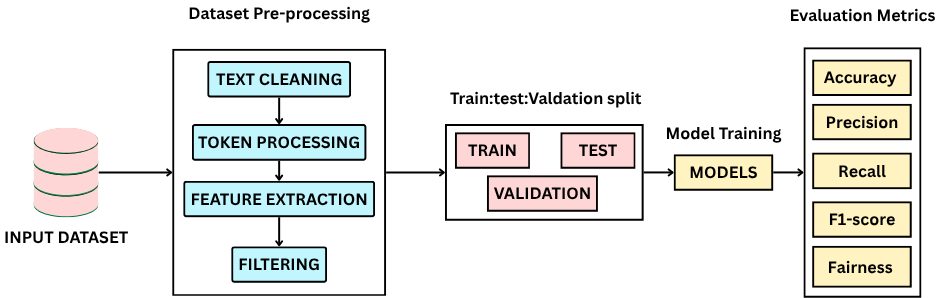 Dataset Pre-processing
Evaluation Metrics
TEXT CLEANING
TOKEN PROCESSING
FEATURE EXTRACTION
FILTERING
INPUT DATASET
Train:test:Valdation split
TRAIN
TEST
VALIDATION
Model Training
MODELS
Accuracy
Precision
Recall
F1-score
Fairness